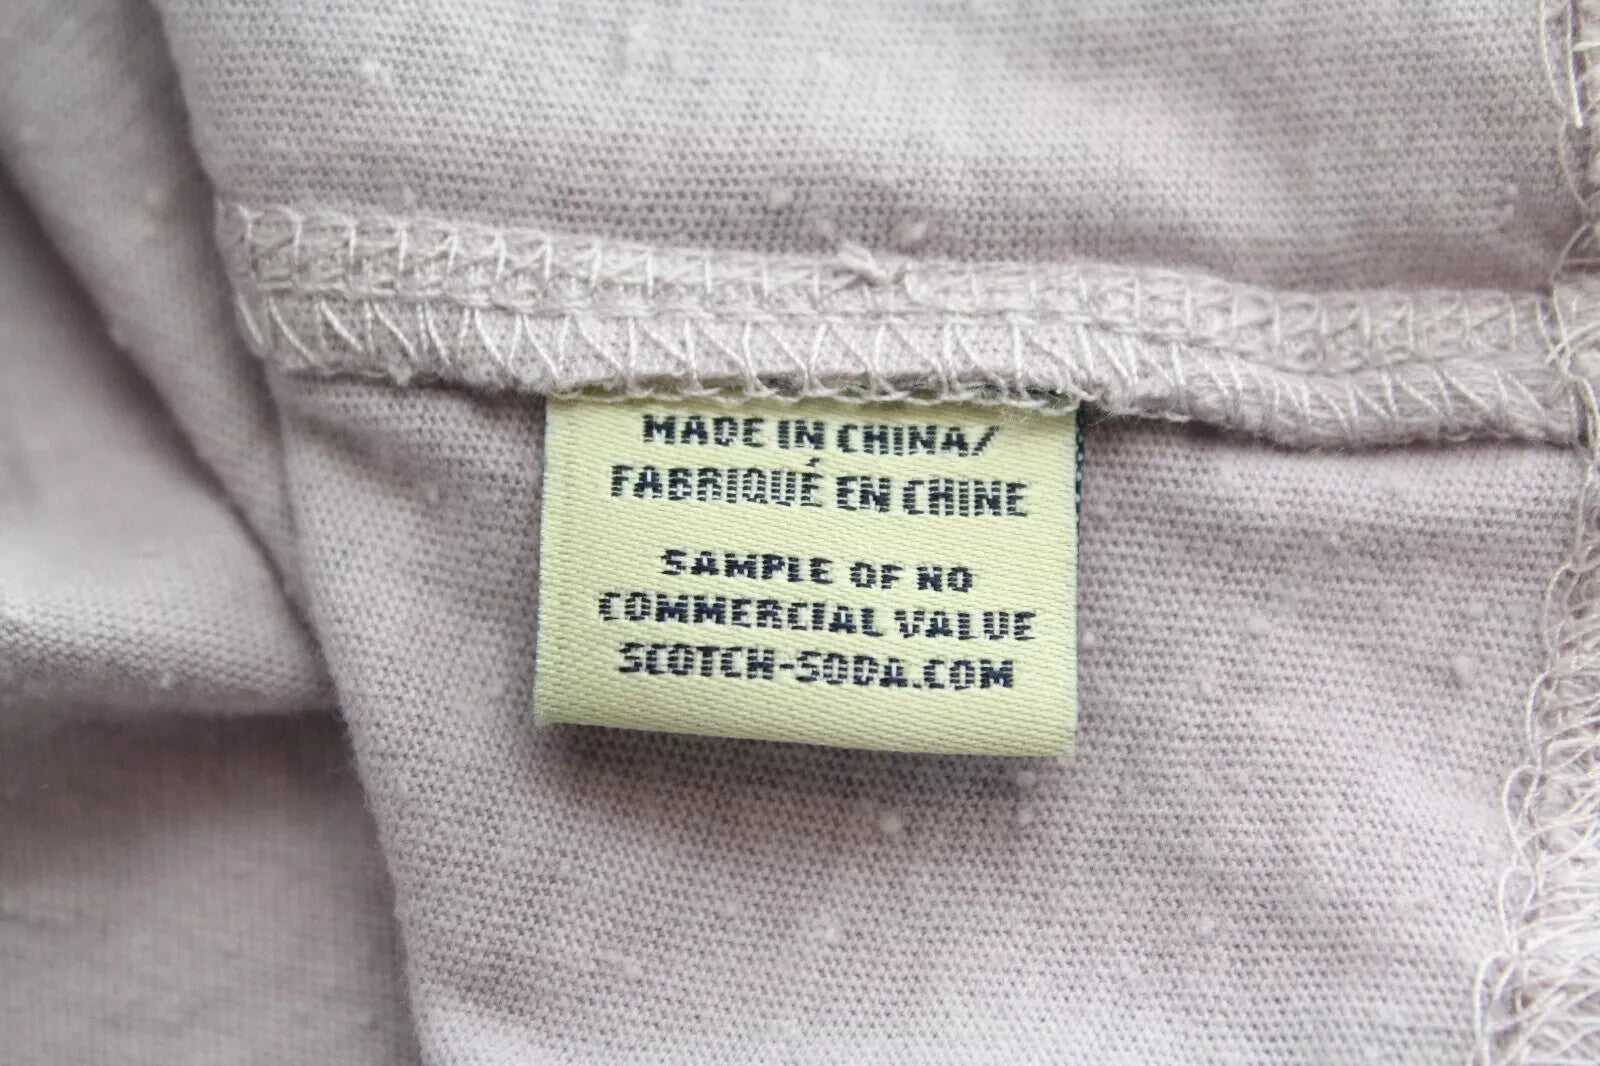 MADE IN CHINA/
FABRIQUÉ EN CHINE
SAMPLE OF NO
COMMERCIAL VALUE
SCOTCH-SODA.COM